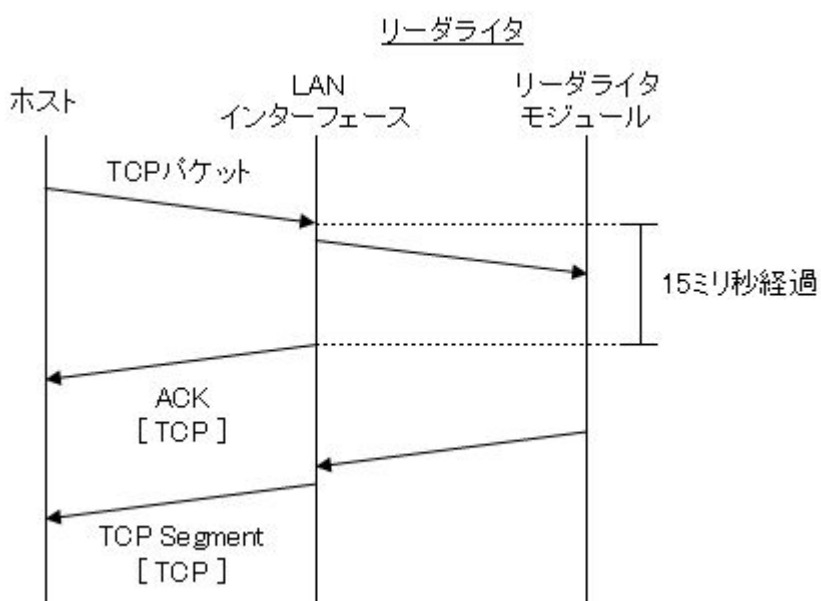 リーダライタ
ホスト
LAN
インターフェース
リーダライタ
モジュール
TCPパケット
15ミリ秒経過
ACK
[ TCP ]
TCP Segment
[ TCP ]